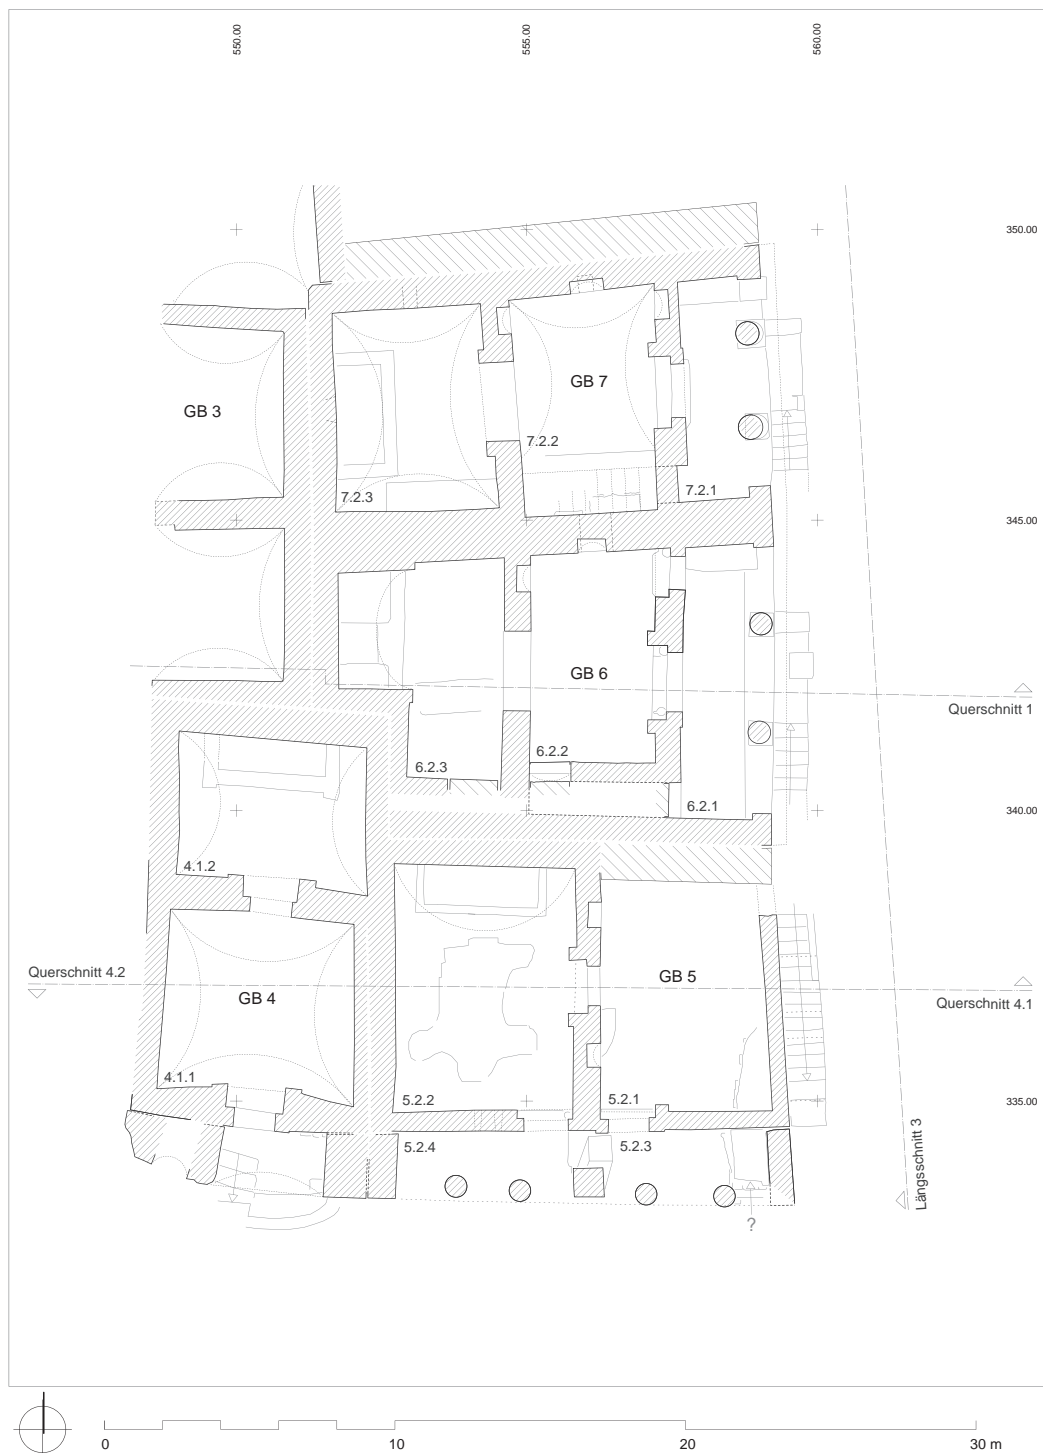 550.00
555.00
560.00
350.00
GB 7
GB 3
7.2.2
7.2.3
7.2.1
345.00
GB 6
Querschnitt 1
6.2.2
6.2.3
6.2.1
340.00
4.1.2
Querschnitt 4.2
GB 5
GB 4
Querschnitt 4.1
4.1.1
5.2.2
5.2.1
335.00
5.2.4
5.2.3
Längsschnitt 3
?
0
10
20
30 m